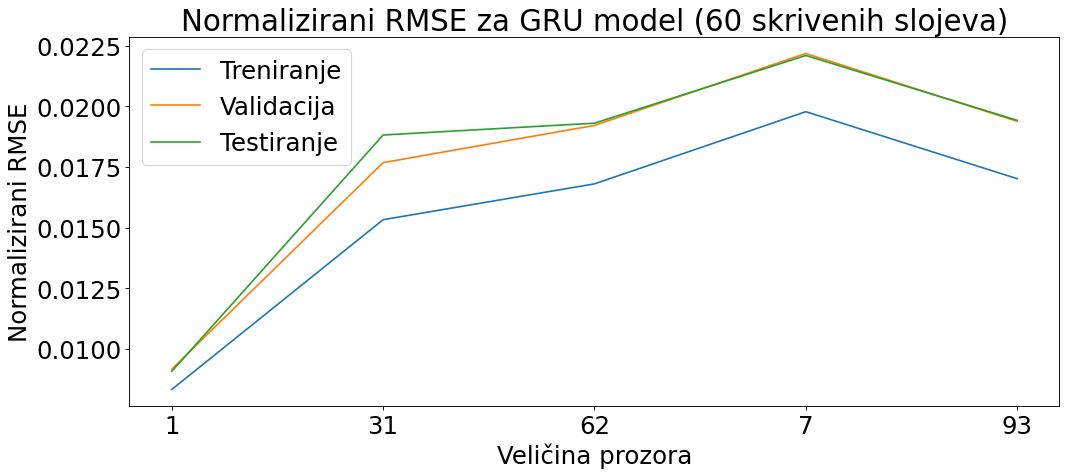 Normalizirani RMSE za GRU model (60 skrivenih slojeva)
Normalizirani RMSE
0.0225
0.0200
0.0175
0.0150
0.0125
0.0100
Treniranje
Validacija
Testiranje
1 31 62 7 93
Veličina prozora